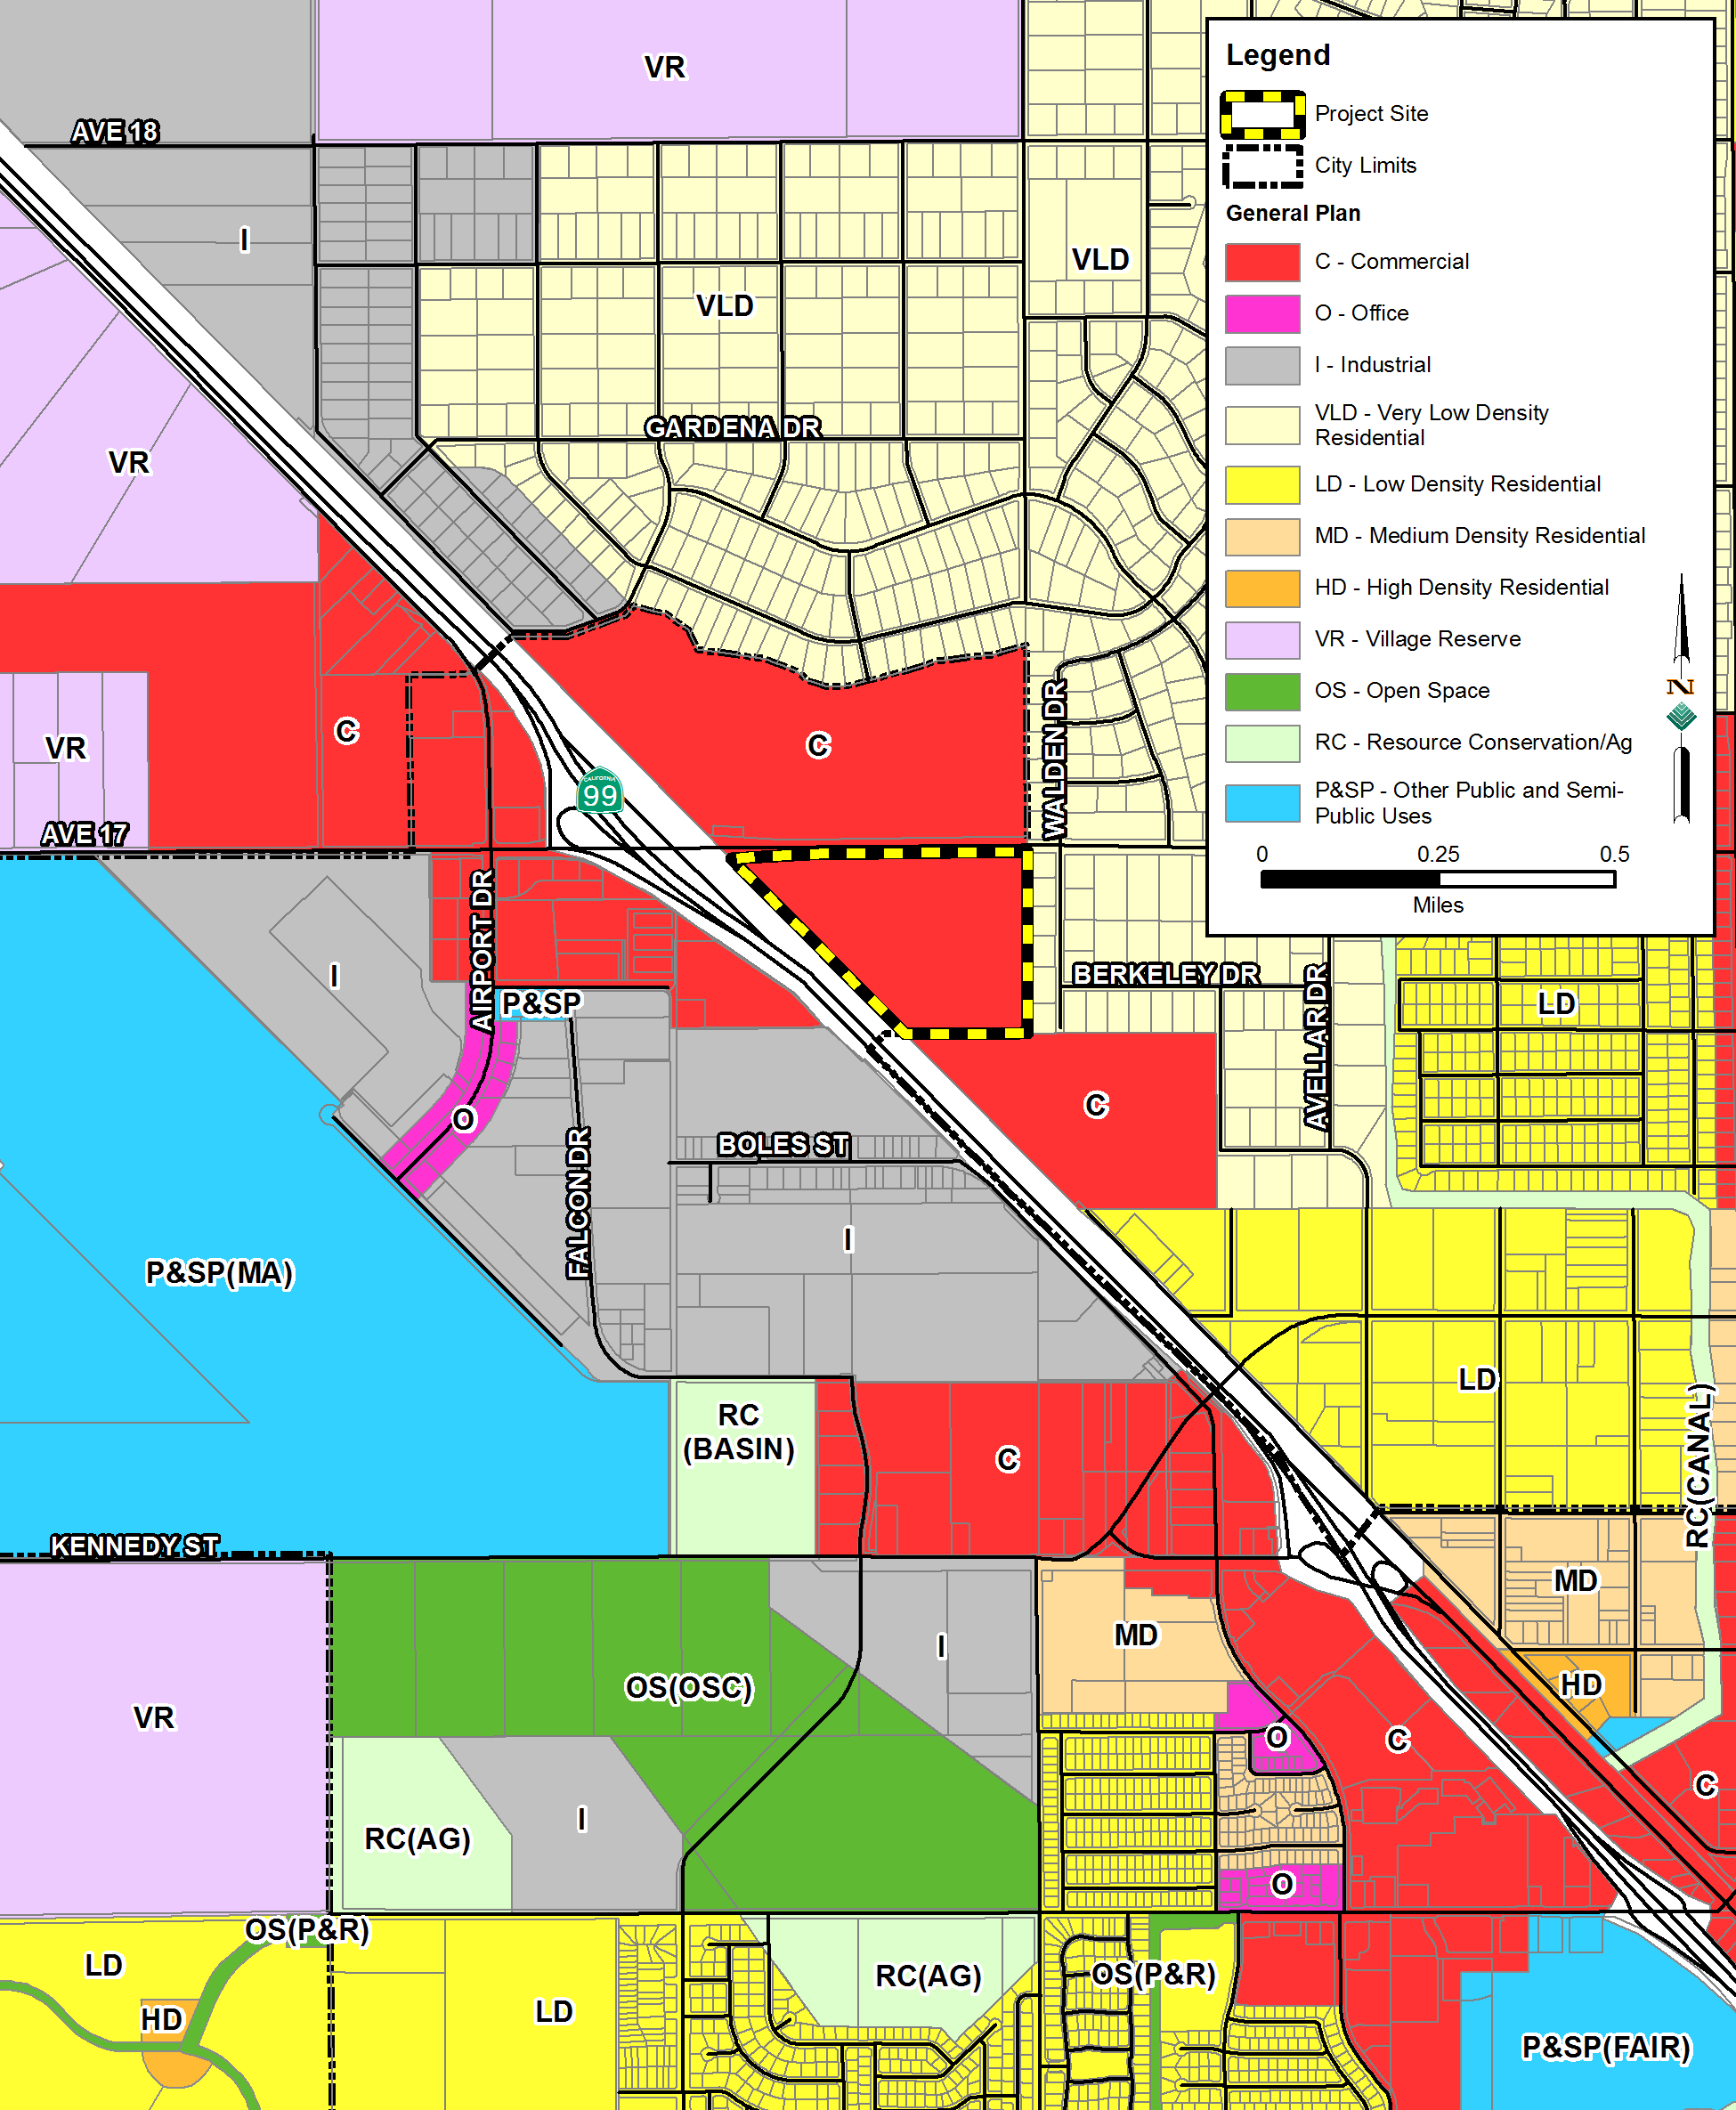 VR
AVE 18
I
VLD
VLD
GARDENA DR
VR
C
VR
C
WALDEN DR
CALIFORNIA
99
AVE 17
AIRPORT DR
I
P&SP
BERKELEY DR
AVELLAR DR
LD
O
C
BOLES ST
FALCON DR
I
P&SP(MA)
LD
RC
(BASIN)
C
RC(CANAL)
KENNEDY ST
MD
MD
I
HD
OS(OSC)
VR
O
C
C
I
RC(AG)
O
OS(P&R)
LD
RC(AG)
OS(P&R)
HD
LD
P&SP(FAIR)
Legend
Project Site
City Limits
General Plan
C - Commercial
O - Office
I - Industrial
VLD - Very Low Density
Residential
LD - Low Density Residential
MD - Medium Density Residential
HD - High Density Residential
VR - Village Reserve
OS - Open Space
RC - Resource Conservation/Ag
P&SP - Other Public and Semi-
Public Uses
N
0 0.25 0.5
Miles